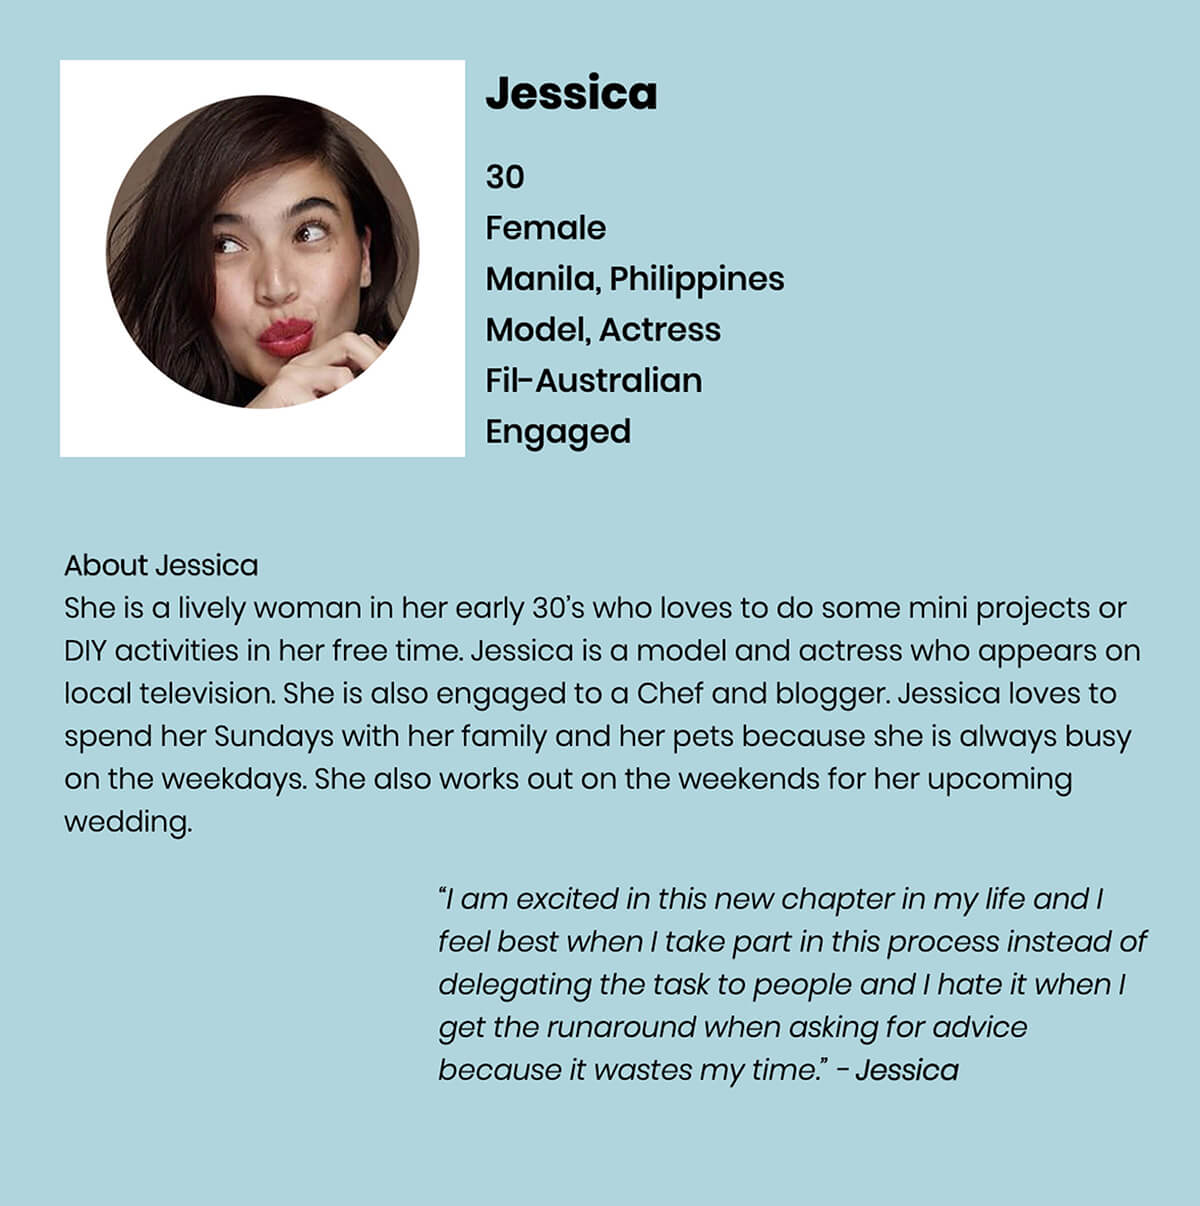 Jessica
30
Female
Manila, Philippines
Model, Actress
Fil-Australian
Engaged
About Jessica
She is a lively woman in her early 30’s who loves to do some mini projects or
DIY activities in her free time. Jessica is a model and actress who appears on
local television. She is also engaged to a Chef and blogger. Jessica loves to
spend her Sundays with her family and her pets because she is always busy
on the weekdays. She also works out on the weekends for her upcoming
wedding.
“I am excited in this new chapter in my life and I
feel best when I take part in this process instead of
delegating the task to people and I hate it when I
get the runaround when asking for advice
because it wastes my time.” - Jessica